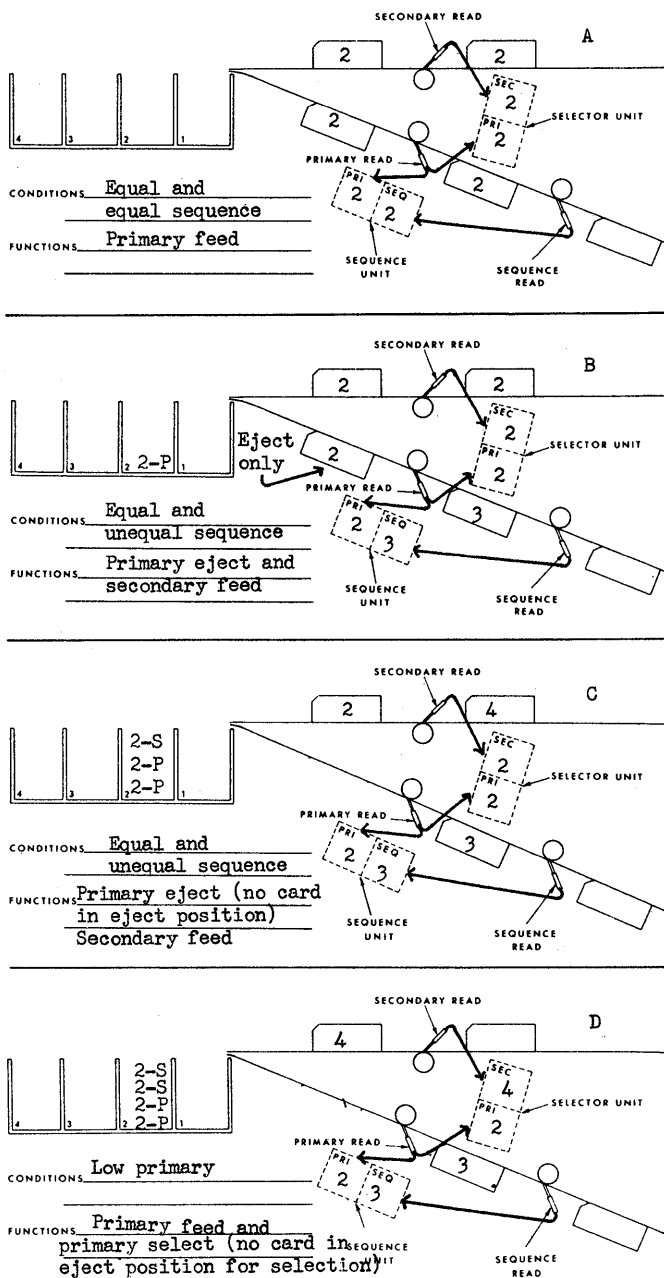 SECONDARY READ
A
2 2
SEC
2
SELECTOR UNIT
PRI
2
4 3 2 1
2
PRIMARY READ
2
PRI SEQ
2 2
CONDITIONS Equal and
equal sequence
FUNCTIONS Primary feed
SEQUENCE
UNIT
SEQUENCE
READ
SECONDARY READ
B
2 2
SEC
2
SELECTOR UNIT
PRI
2
4 3 2 2-P 1
Eject
only
2
PRIMARY READ
3
PRI SEQ
2 3
CONDITIONS Equal and
unequal sequence
FUNCTIONS Primary eject and
secondary feed
SEQUENCE
UNIT
SEQUENCE
READ
SECONDARY READ
C
2 4
SEC
2
SELECTOR UNIT
PRI
2
2-S
2-P
4 3 2 2-P 1
PRIMARY READ
3
PRI SEQ
2 3
CONDITIONS Equal and
unequal sequence
FUNCTIONS Primary eject (no card
in eject position)
Secondary feed
SEQUENCE
UNIT
SEQUENCE
READ
SECONDARY READ
D
4
SEC
4
SELECTOR UNIT
PRI
2
2-S
2-S
2-P
4 3 2 2-P 1
PRIMARY READ
3
PRI SEQ
2 3
CONDITIONS Low primary
FUNCTIONS Primary feed and
primary select (no card in
eject position for selection)
SEQUENCE
UNIT
SEQUENCE
READ